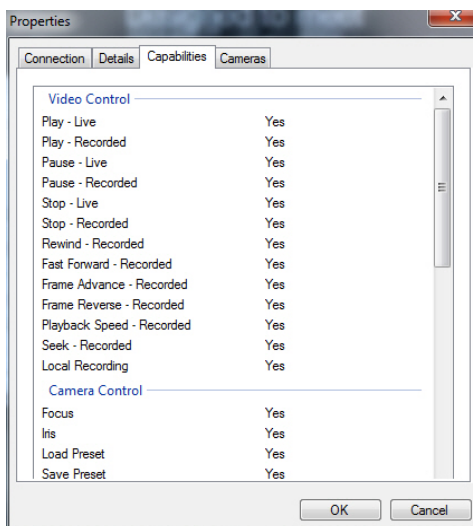 Properties
x
Connection Details Capabilities Cameras
Video Control
Play - Live Yes
Play - Recorded Yes
Pause - Live Yes
Pause - Recorded Yes
Stop - Live Yes
Stop - Recorded Yes
Rewind - Recorded Yes
Fast Forward - Recorded Yes
Frame Advance - Recorded Yes
Frame Reverse - Recorded Yes
Playback Speed - Recorded Yes
Seek - Recorded Yes
Local Recording Yes
Camera Control
Focus Yes
Iris Yes
Load Preset Yes
Save Preset Yes
OK Cancel